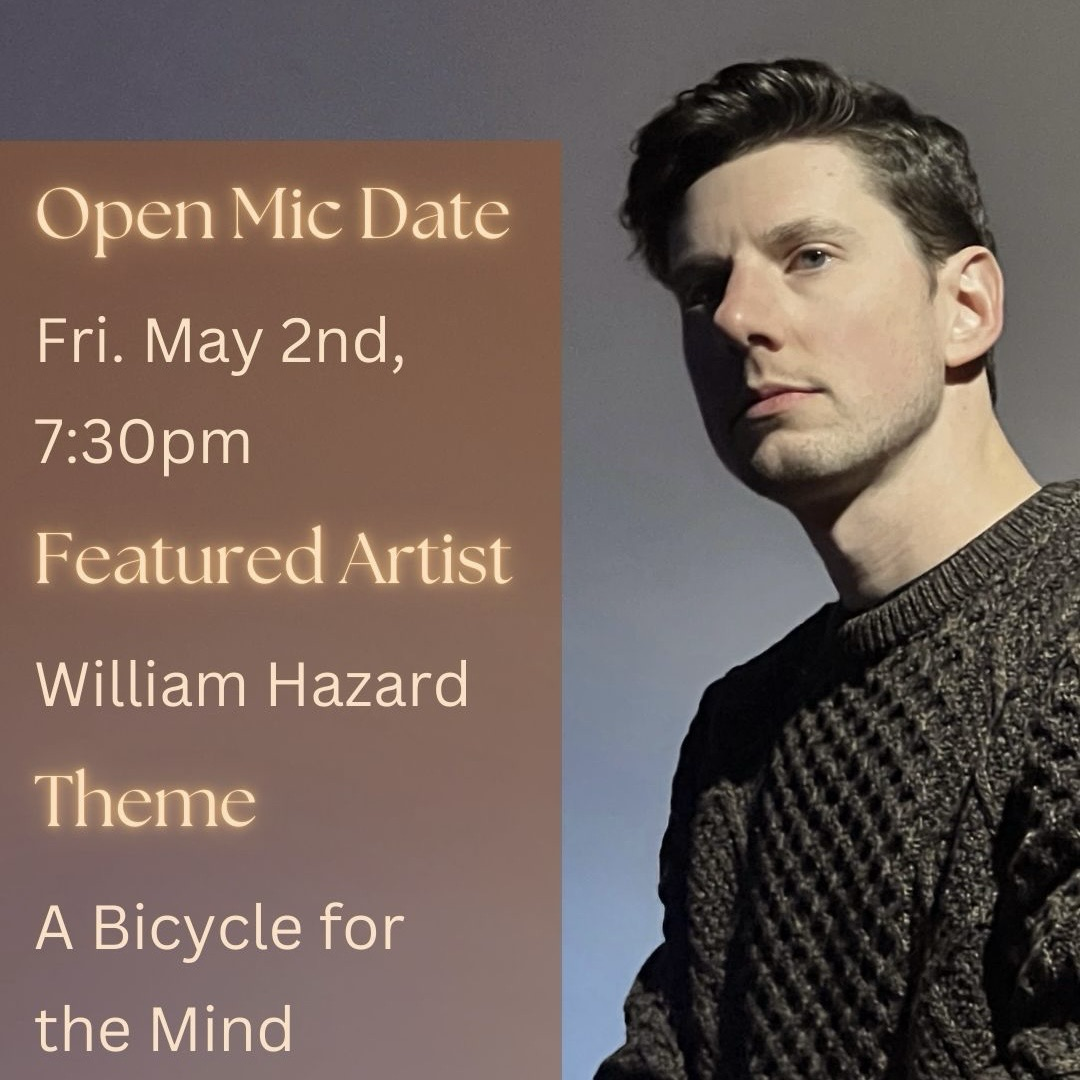 Open Mic Date
Fri. May 2nd,
7:30pm
Featured Artist
William Hazard
Theme
A Bicycle for
the Mind